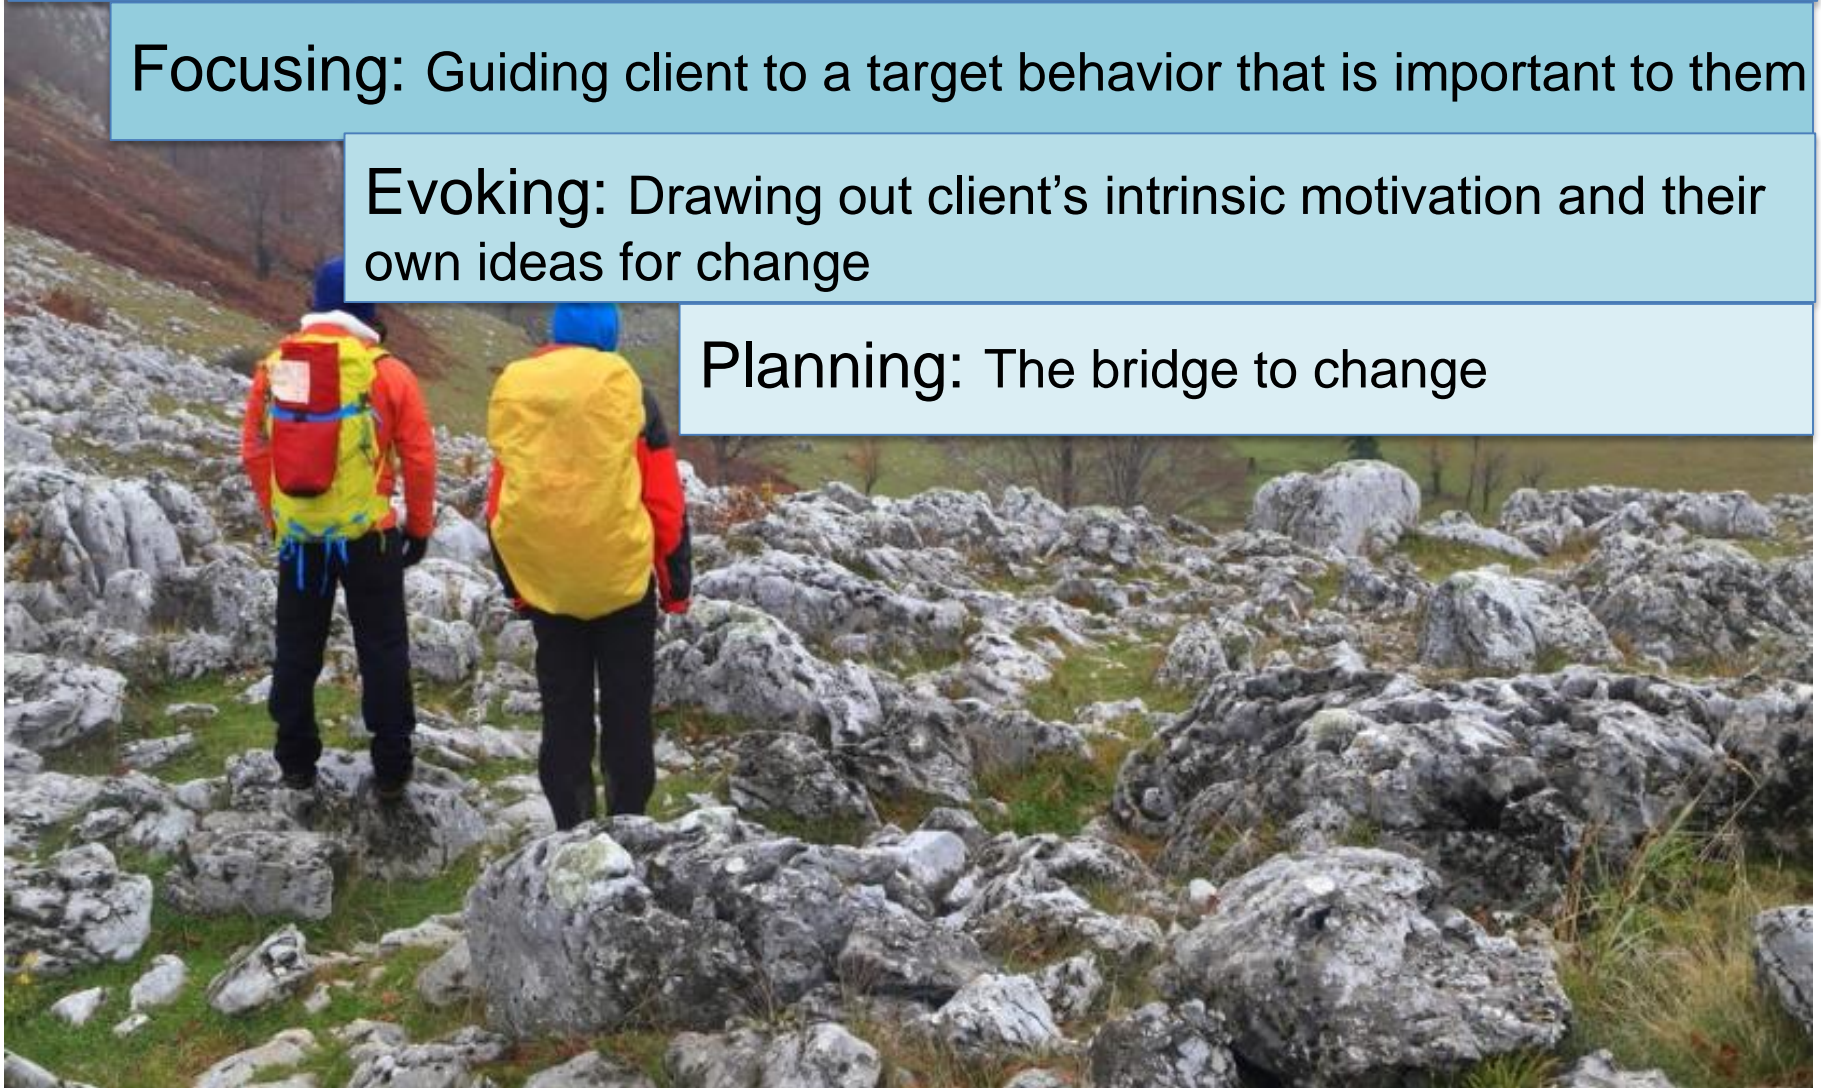 Focusing: Guiding client to a target behavior that is important to them
Evoking: Drawing out client’s intrinsic motivation and their
own ideas for change
Planning: The bridge to change